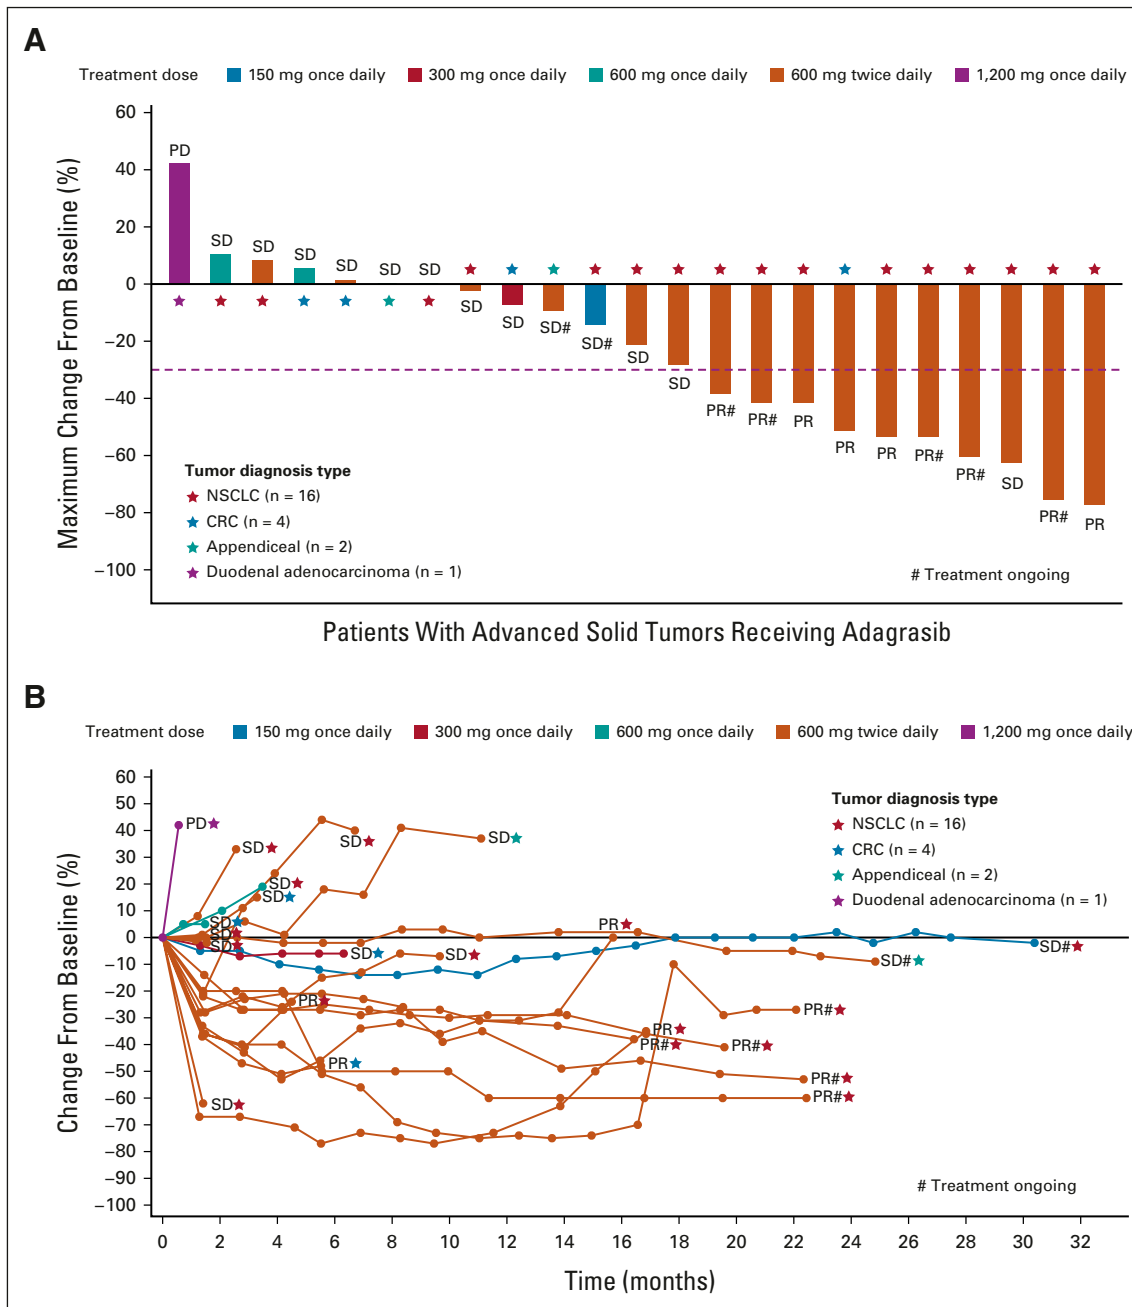 A
Treatment dose 150 mg once daily 300 mg once daily 600 mg once daily 600 mg twice daily 1,200 mg once daily
Maximum Change From Baseline (%)
60
40
20
0
−20
−40
−60
−80
−100
PD
SD
SD
SD
SD
SD
SD
SD
SD
SD#
SD#
SD
SD
PR#
PR#
PR
PR
PR
PR#
PR#
SD
PR#
PR
Tumor diagnosis type
NSCLC (n = 16)
CRC (n = 4)
Appendiceal (n = 2)
Duodenal adenocarcinoma (n = 1)
# Treatment ongoing
Patients With Advanced Solid Tumors Receiving Adagrasib
B
Treatment dose 150 mg once daily 300 mg once daily 600 mg once daily 600 mg twice daily 1,200 mg once daily
Change From Baseline (%)
60
50
40
30
20
10
0
−10
−20
−30
−40
−50
−60
−70
−80
−90
−100
Tumor diagnosis type
NSCLC (n = 16)
CRC (n = 4)
Appendiceal (n = 2)
Duodenal adenocarcinoma (n = 1)
PD
SD
SD
SD
SD
SD
SD
SD
SD
PR
SD
SD
SD#
SD#
PR
PR#
PR
PR#
PR#
PR
PR#
PR#
SD
# Treatment ongoing
0 2 4 6 8 10 12 14 16 18 20 22 24 26 28 30 32
Time (months)